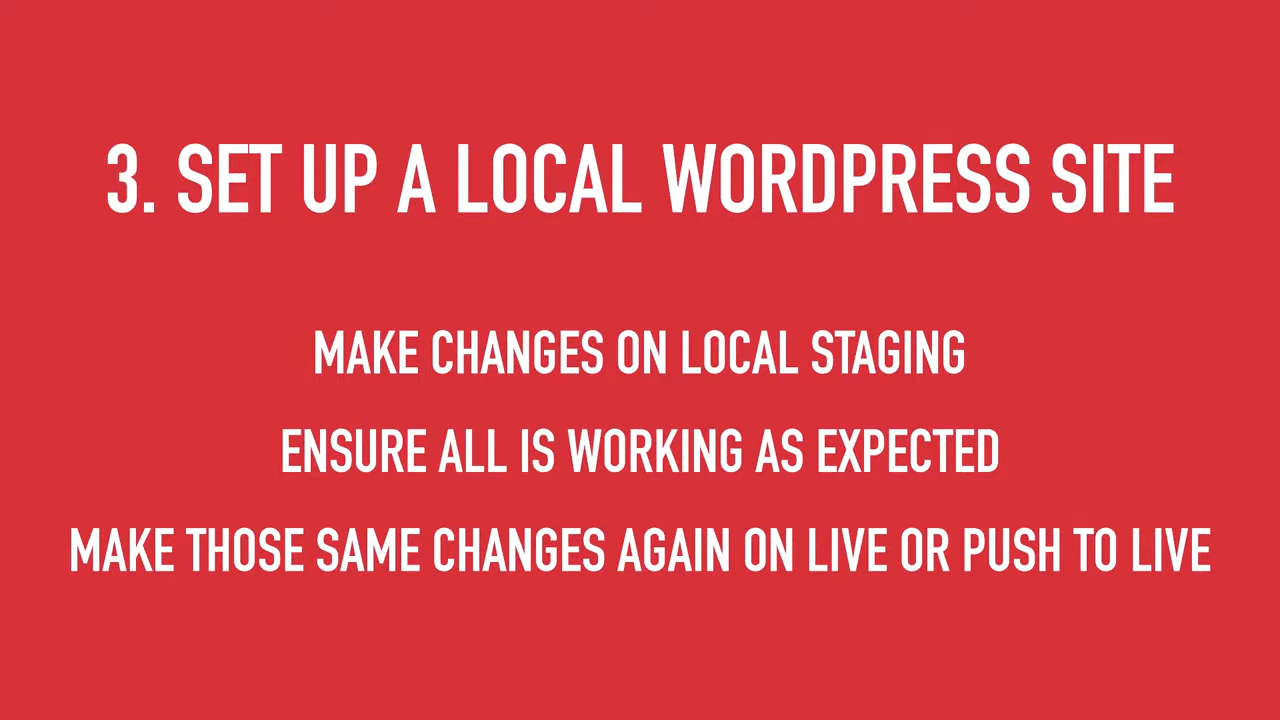 3. SET UP A LOCAL WORDPRESS SITE
MAKE CHANGES ON LOCAL STAGING
ENSURE ALL IS WORKING AS EXPECTED
MAKE THOSE SAME CHANGES AGAIN ON LIVE OR PUSH TO LIVE